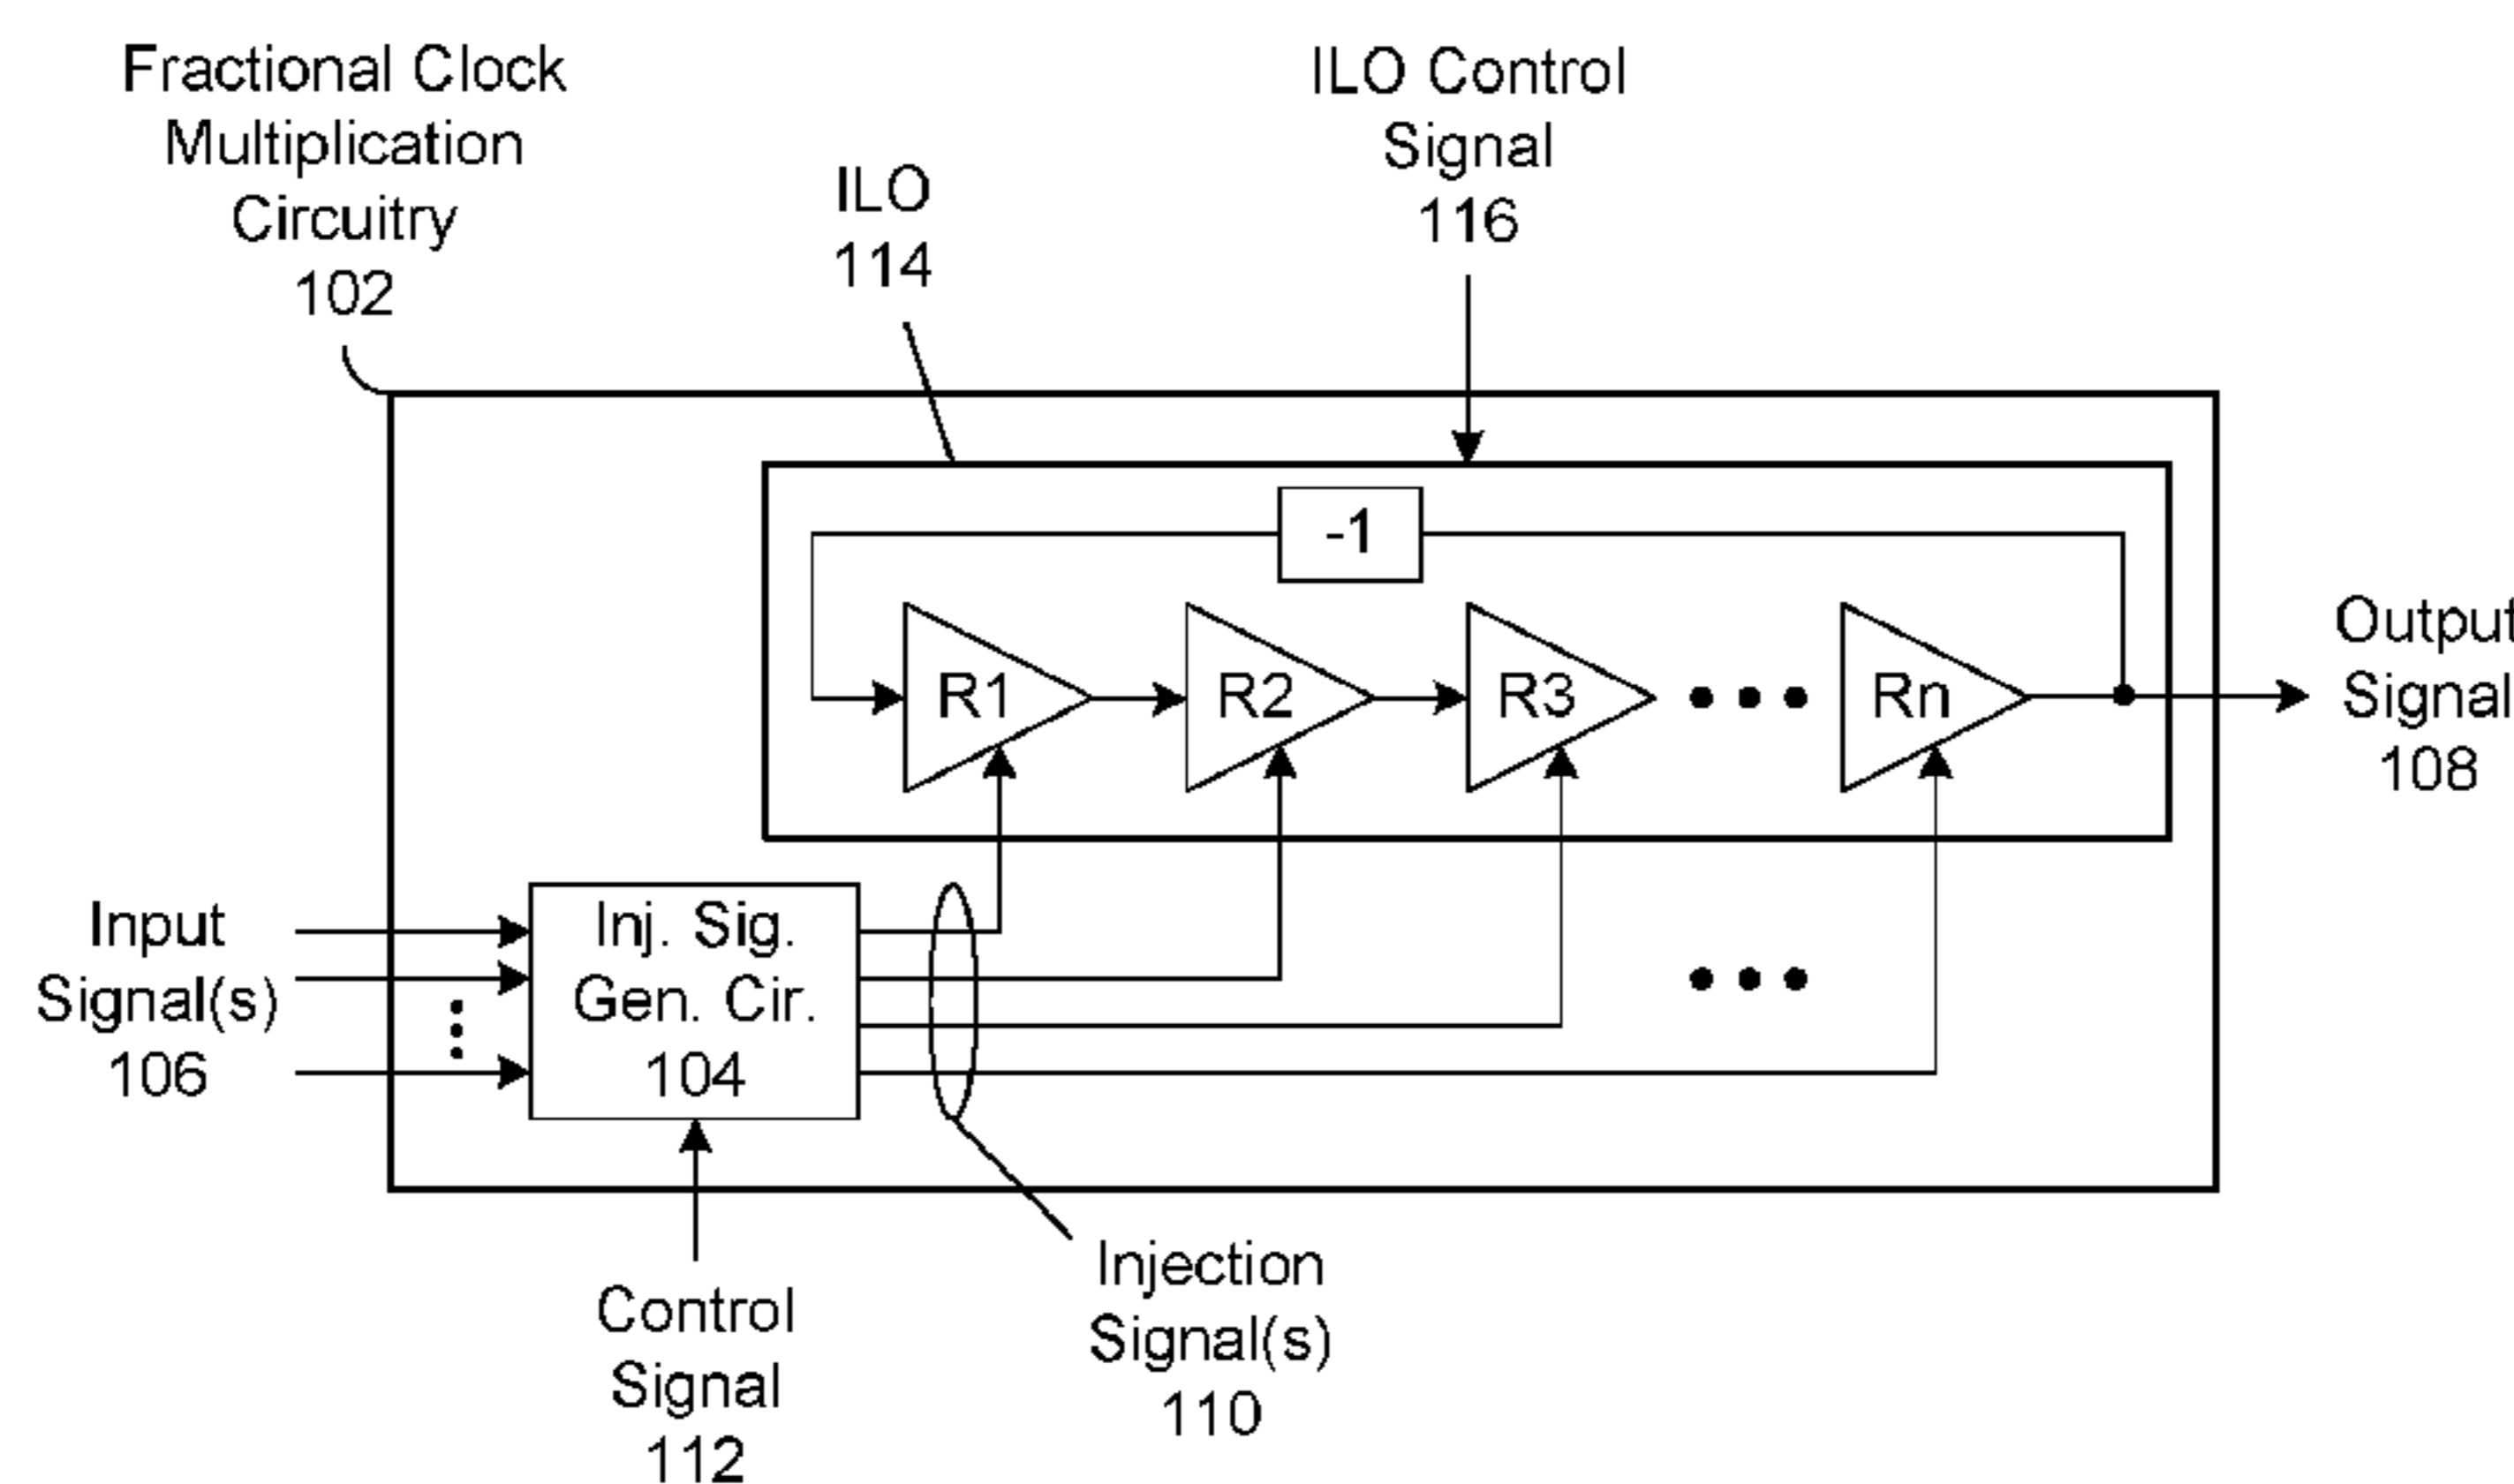 Fractional Clock
Multiplication
Circuitry
102
ILO
114
ILO Control
Signal
116
-1
R1
R2
R3
Rn
Output
Signal
108
Input
Signal(s)
106
Inj. Sig.
Gen. Cir.
104
Control
Signal
112
Injection
Signal(s)
110